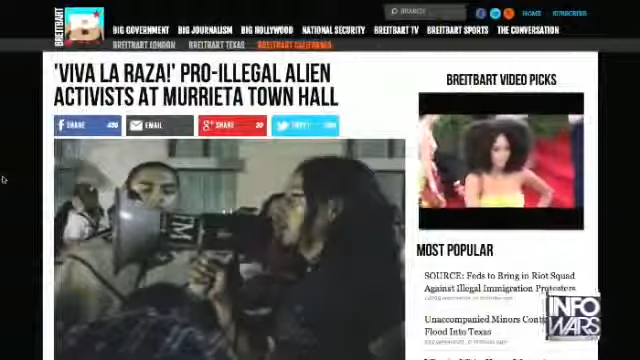 SEARCH
HOME
SUBSCRIBE
BREITBART
B
BIG GOVERNMENT BIG JOURNALISM BIG HOLLYWOOD NATIONAL SECURITY BREITBART TV BREITBART SPORTS THE CONVERSATION
BREITBART LONDON BREITBART TEXAS BREITBART CALIFORNIA
'VIVA LA RAZA!' PRO-ILLEGAL ALIEN
ACTIVISTS AT MURRIETA TOWN HALL
SHARE
EMAIL
SHARE
TWEET
BREITBART VIDEO PICKS
MOST POPULAR
SOURCE: Feds to Bring in Riot Squad
Against Illegal Immigration Protesters
Unaccompanied Minors
Flood Into Texas
INFO
WARS